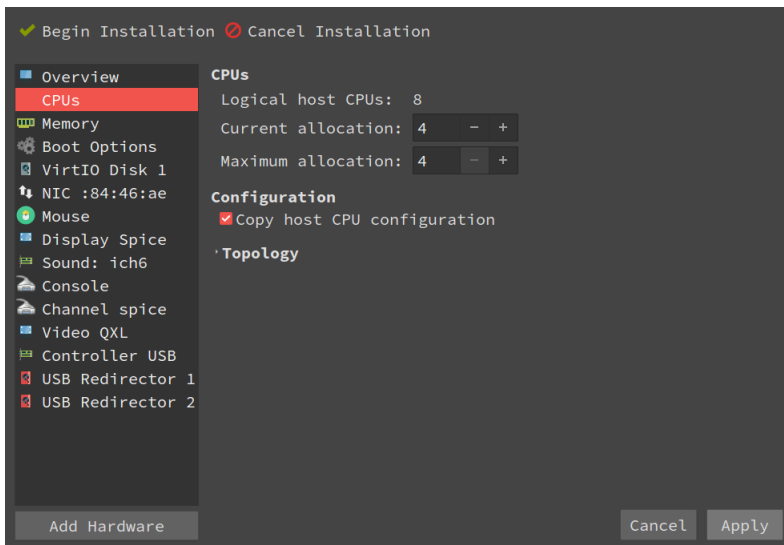 Begin Installation Cancel Installation
Overview
CPUs
Memory
Boot Options
VirtIO Disk 1
NIC :84:46:ae
Mouse
Display Spice
Sound: ich6
Console
Channel spice
Video QXL
Controller USB
USB Redirector 1
USB Redirector 2
Add Hardware
CPUs
Logical host CPUs: 8
Current allocation: 4 - +
Maximum allocation: 4 - +
Configuration
Copy host CPU configuration
Topology
Cancel Apply